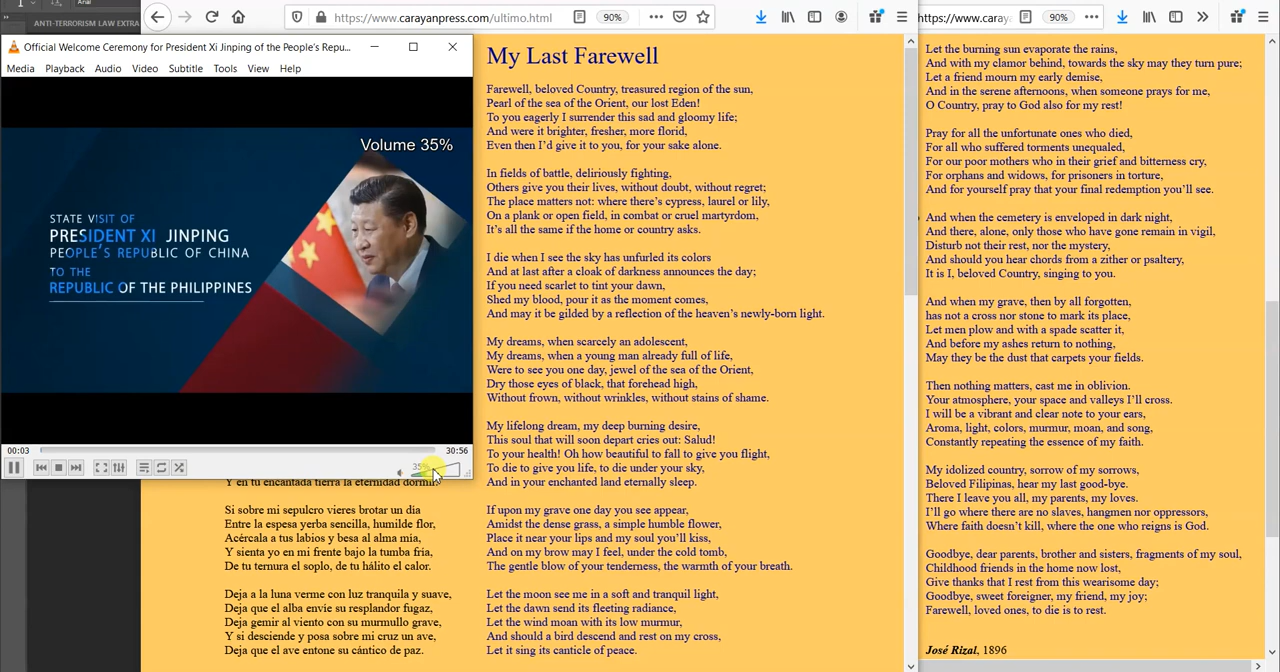 ANTI-TERRORISM LAW EXTRA
Arial
https://www.carayanpress.com/ultimo.html
90%
https://www.caray
90%
Official Welcome Ceremony for President Xi Jinping of the People's Repu...
Media Playback Audio Video Subtitle Tools View Help
Volume 35%
STATE VISIT OF
PRESIDENT XI JINPING
PEOPLE'S REPUBLIC OF CHINA
TO THE
REPUBLIC OF THE PHILIPPINES
00:03
30:56
35%
Y en tu encantada tierra la eternidad dormir.
Si sobre mi sepulcro vieres brotar un día
Entre la espesa yerba sencilla, humilde flor,
Acércala a tus labios y besa al alma mía,
Y sienta yo en mi frente bajo la tumba fría,
De tu ternura el soplo, de tu hálito el calor.
Deja a la luna verme con luz tranquila y suave,
Deja que el alba envíe su resplandor fugaz,
Deja gemir al viento con su murmullo grave,
Y si desciende y posa sobre mi cruz un ave,
Deja que el ave entone su cántico de paz.
My Last Farewell
Farewell, beloved Country, treasured region of the sun,
Pearl of the sea of the Orient, our lost Eden!
To you eagerly I surrender this sad and gloomy life;
And were it brighter, fresher, more florid,
Even then I'd give it to you, for your sake alone.
In fields of battle, deliriously fighting,
Others give you their lives, without doubt, without regret;
The place matters not: where there's cypress, laurel or lily,
On a plank or open field, in combat or cruel martyrdom,
It's all the same if the home or country asks.
I die when I see the sky has unfurled its colors
And at last after a cloak of darkness announces the day;
If you need scarlet to tint your dawn,
Shed my blood, pour it as the moment comes,
And may it be gilded by a reflection of the heaven's newly-born light.
My dreams, when scarcely an adolescent,
My dreams, when a young man already full of life,
Were to see you one day, jewel of the sea of the Orient,
Dry those eyes of black, that forehead high,
Without frown, without wrinkles, without stains of shame.
My lifelong dream, my deep burning desire,
This soul that will soon depart cries out: Salud!
To your health! Oh how beautiful to fall to give you flight,
To die to give you life, to die under your sky,
And in your enchanted land eternally sleep.
If upon my grave one day you see appear,
Amidst the dense grass, a simple humble flower,
Place it near your lips and my soul you'll kiss,
And on my brow may I feel, under the cold tomb,
The gentle blow of your tenderness, the warmth of your breath.
Let the moon see me in a soft and tranquil light,
Let the dawn send its fleeting radiance,
Let the wind moan with its low murmur,
And should a bird descend and rest on my cross,
Let it sing its canticle of peace.
Let the burning sun evaporate the rains,
And with my clamor behind, towards the sky may they turn pure;
Let a friend mourn my early demise,
And in the serene afternoons, when someone prays for me,
O Country, pray to God also for my rest!
Pray for all the unfortunate ones who died,
For all who suffered torments unequaled,
For our poor mothers who in their grief and bitterness cry,
For orphans and widows, for prisoners in torture,
And for yourself pray that your final redemption you'll see.
And when the cemetery is enveloped in dark night,
And there, alone, only those who have gone remain in vigil,
Disturb not their rest, nor the mystery,
And should you hear chords from a zither or psaltery,
It is I, beloved Country, singing to you.
And when my grave, then by all forgotten,
has not a cross nor stone to mark its place,
Let men plow and with a spade scatter it,
And before my ashes return to nothing,
May they be the dust that carpets your fields.
Then nothing matters, cast me in oblivion.
Your atmosphere, your space and valleys I'll cross.
I will be a vibrant and clear note to your ears,
Aroma, light, colors, murmur, moan, and song,
Constantly repeating the essence of my faith.
My idolized country, sorrow of my sorrows,
Beloved Filipinas, hear my last good-bye.
There I leave you all, my parents, my loves.
I'll go where there are no slaves, hangmen nor oppressors,
Where faith doesn't kill, where the one who reigns is God.
Goodbye, dear parents, brother and sisters, fragments of my soul,
Childhood friends in the home now lost,
Give thanks that I rest from this wearisome day;
Goodbye, sweet foreigner, my friend, my joy;
Farewell, loved ones, to die is to rest.
José Rizal, 1896